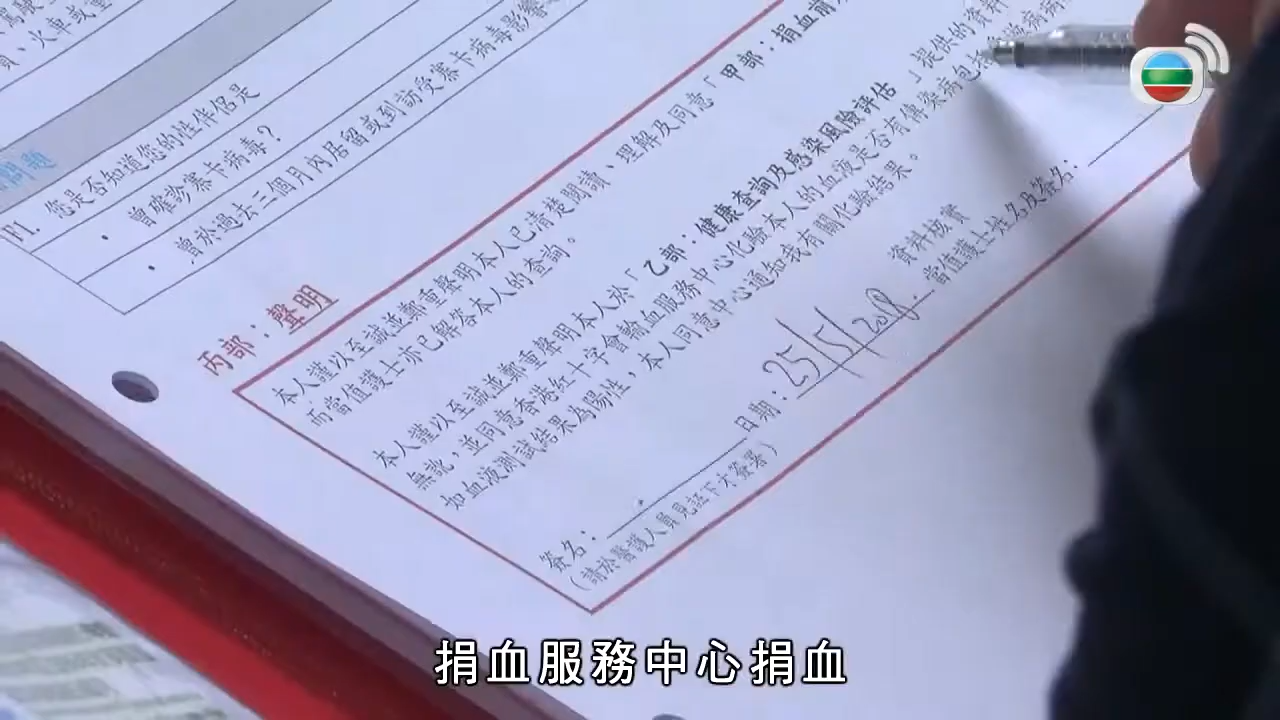 問題
P1. 您是否知道您的性伴侶是
• 曾確診寨卡病毒？
• 曾於過去三個月內居留或到訪受寨卡病毒影響
丙部：聲明
本人謹以至誠並鄭重聲明本人已清楚閱讀、理解及同意「甲部：捐血前
而當值護士亦已解答本人的查詢。
本人謹以至誠並鄭重聲明本人於「乙部：健康查詢及感染風險評估」提供的資料
無訛，並同意香港紅十字會輸血服務中心化驗本人的血液是否有傳染病包括
如血液測試結果為陽性，本人同意中心通知我有關化驗結果。
資料核實
簽名： 日期：25/5/2018 當值護士姓名及簽名：
（請於醫護人員見証下才簽署）
捐血服務中心捐血